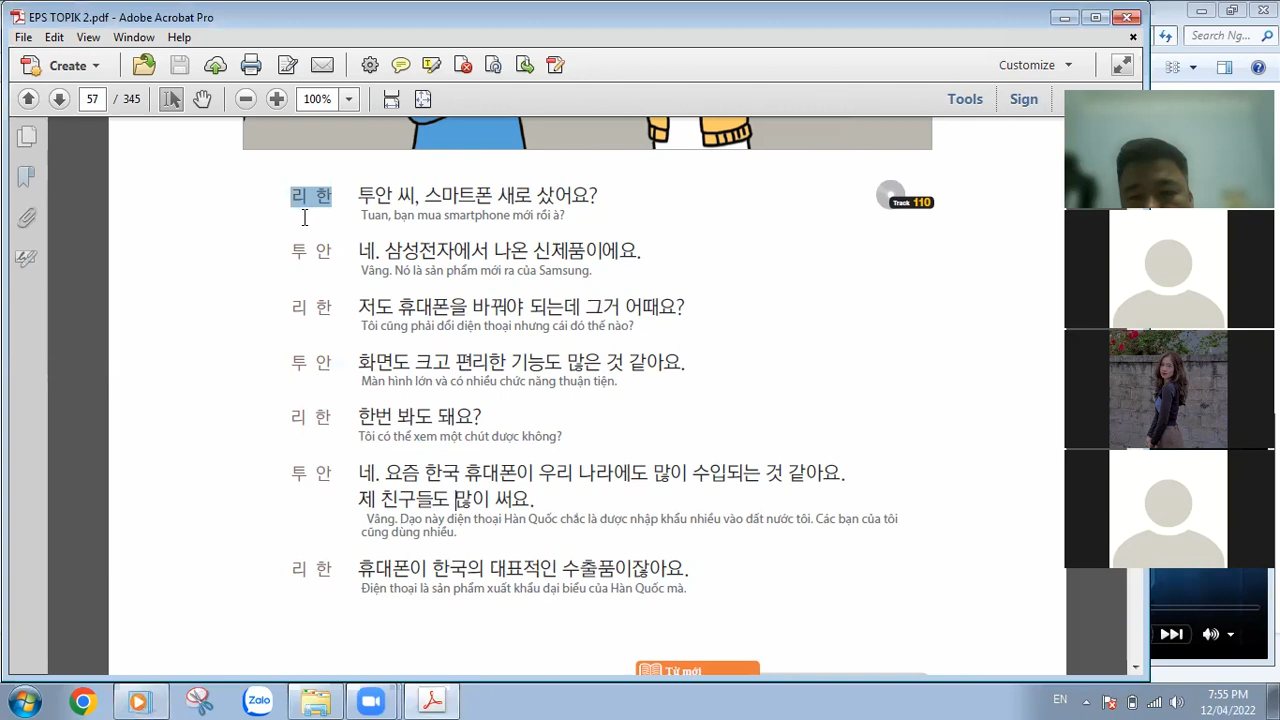 EPS TOPIK 2.pdf - Adobe Acrobat Pro
File Edit View Window Help
Search Ng...
Create
Customize
57 / 345
100%
Tools
Sign
리 한 투안 씨, 스마트폰 새로 샀어요?
Track 110
Tuan, bạn mua smartphone mới rồi à?
투 안 네. 삼성전자에서 나온 신제품이에요.
Vâng. Nó là sản phẩm mới ra của Samsung.
리 한 저도 휴대폰을 바꿔야 되는데 그거 어때요?
Tôi cũng phải đổi điện thoại nhưng cái đó thế nào?
투 안 화면도 크고 편리한 기능도 많은 것 같아요.
Màn hình lớn và có nhiều chức năng thuận tiện.
리 한 한번 봐도 돼요?
Tôi có thể xem một chút được không?
투 안 네. 요즘 한국 휴대폰이 우리 나라에도 많이 수입되는 것 같아요.
제 친구들도 많이 써요.
Vâng. Dạo này điện thoại Hàn Quốc chắc là được nhập khẩu nhiều vào đất nước tôi. Các bạn của tôi
cũng dùng nhiều.
리 한 휴대폰이 한국의 대표적인 수출품이잖아요.
Điện thoại là sản phẩm xuất khẩu đại biểu của Hàn Quốc mà.
Từ mới
Zalo
EN
7:55 PM
12/04/2022